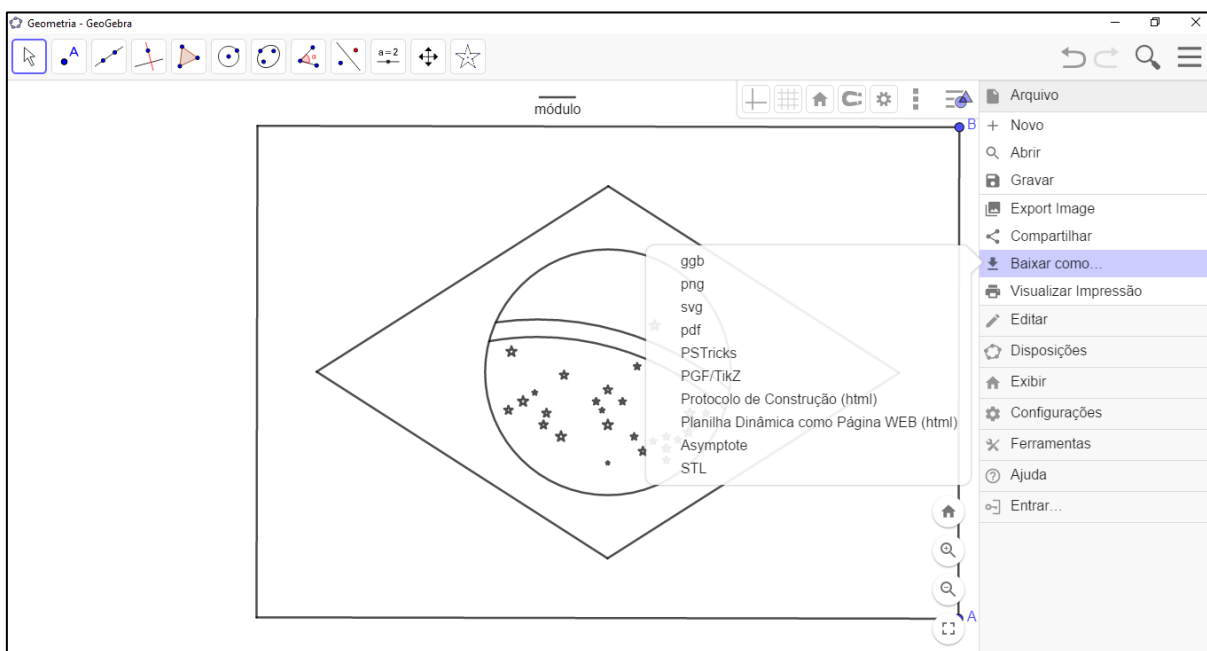 Geometria - GeoGebra
A
α
a=2
módulo
B
A
Arquivo
Novo
Abrir
Gravar
Export Image
Compartilhar
Baixar como...
Visualizar Impressão
Editar
Disposições
Exibir
Configurações
Ferramentas
Ajuda
Entrar...
ggb
png
svg
pdf
PSTricks
PGF/TikZ
Protocolo de Construção (html)
Planilha Dinâmica como Página WEB (html)
Asymptote
STL